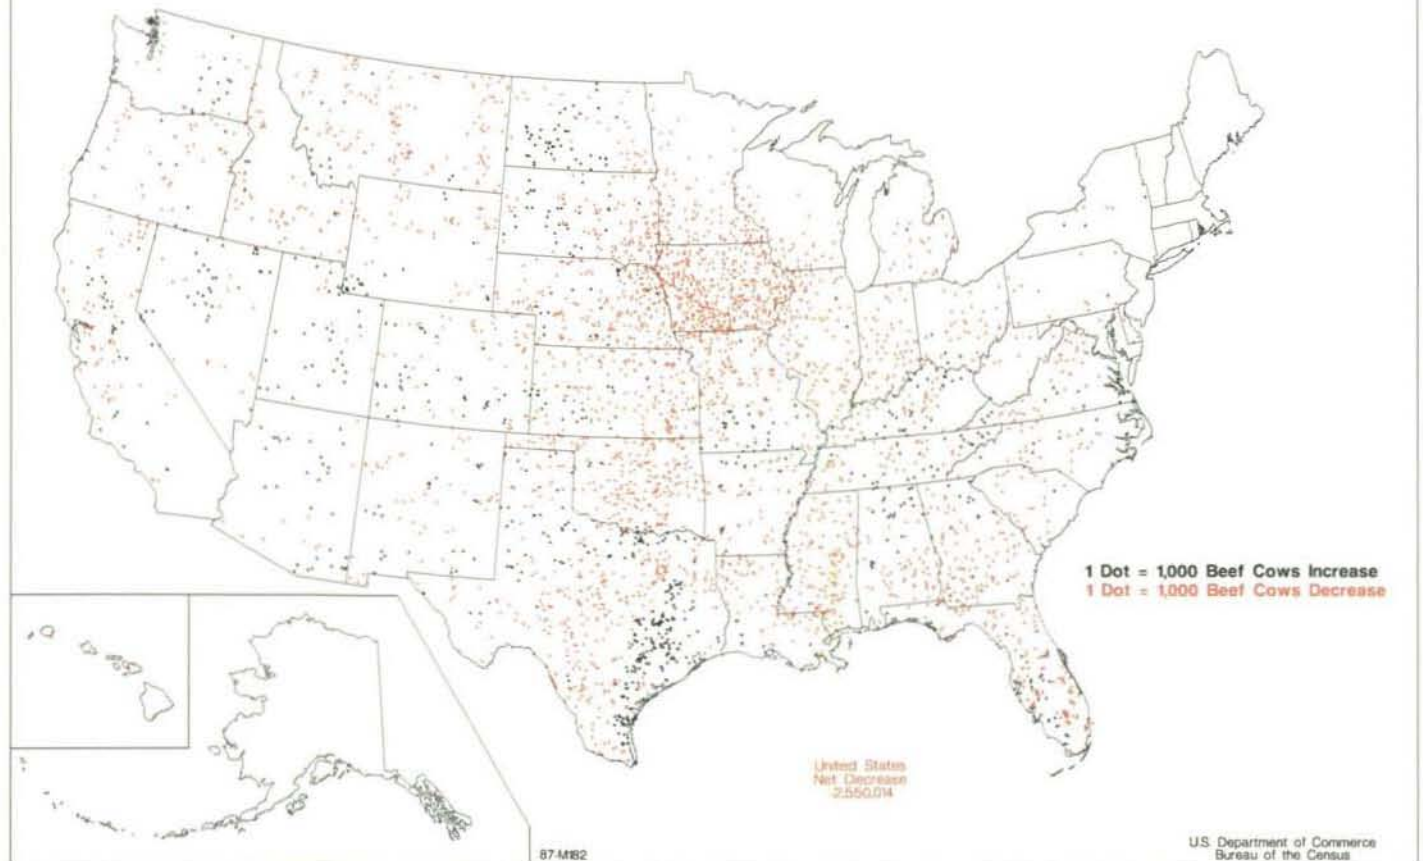 1 Dot = 1,000 Beef Cows Increase
1 Dot = 1,000 Beef Cows Decrease
United States
Net Decrease
-2,550,014
87-M182
U.S. Department of Commerce
Bureau of the Census